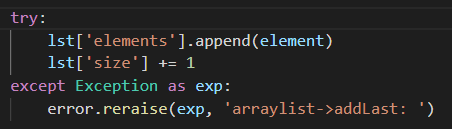 try:
    lst['elements'].append(element)
    lst['size'] += 1
except Exception as exp:
    error.reraise(exp, 'arraylist->addLast: ')